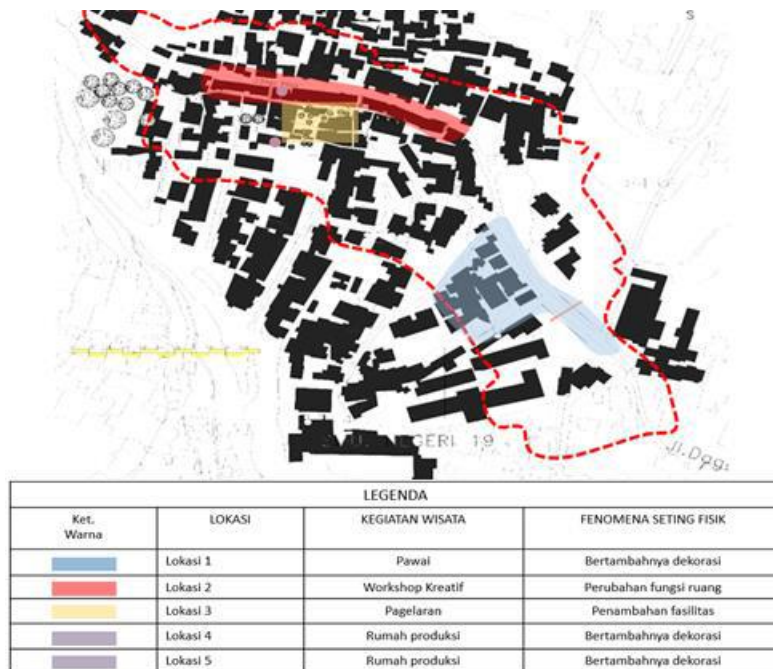 S
NEGERI 19
Jl.Dag
LEGENDA
Ket. Warna LOKASI KEGIATAN WISATA FENOMENA SETING FISIK
Lokasi 1 Pawai Bertambahnya dekorasi
Lokasi 2 Workshop Kreatif Perubahan fungsi ruang
Lokasi 3 Pagelaran Penambahan fasilitas
Lokasi 4 Rumah produksi Bertambahnya dekorasi
Lokasi 5 Rumah produksi Bertambahnya dekorasi